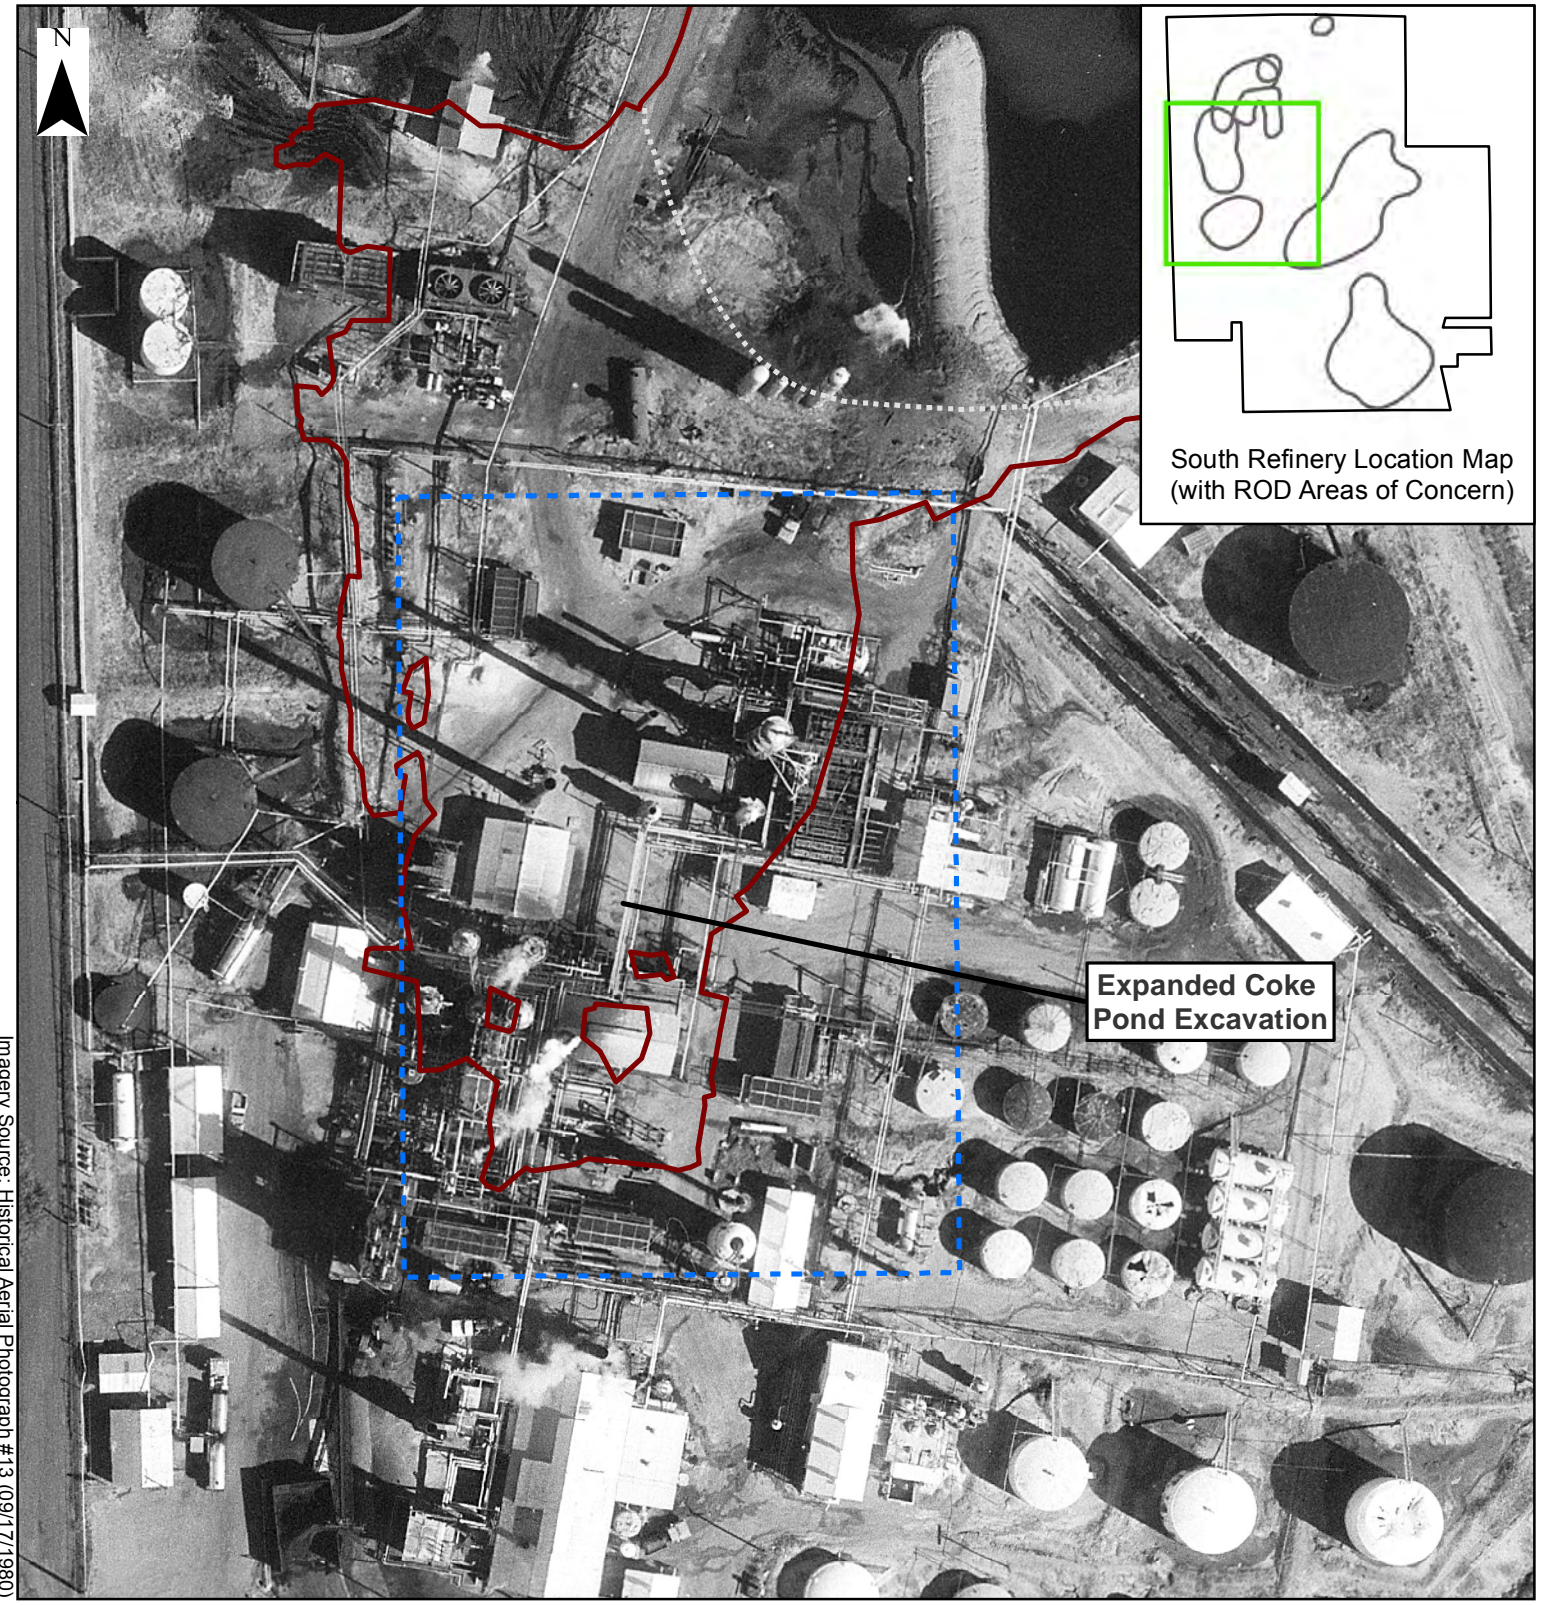 N
South Refinery Location Map
(with ROD Areas of Concern)
Expanded Coke
Pond Excavation
Imagery Source: Historical Aerial Photograph #13 (09/17/1980)